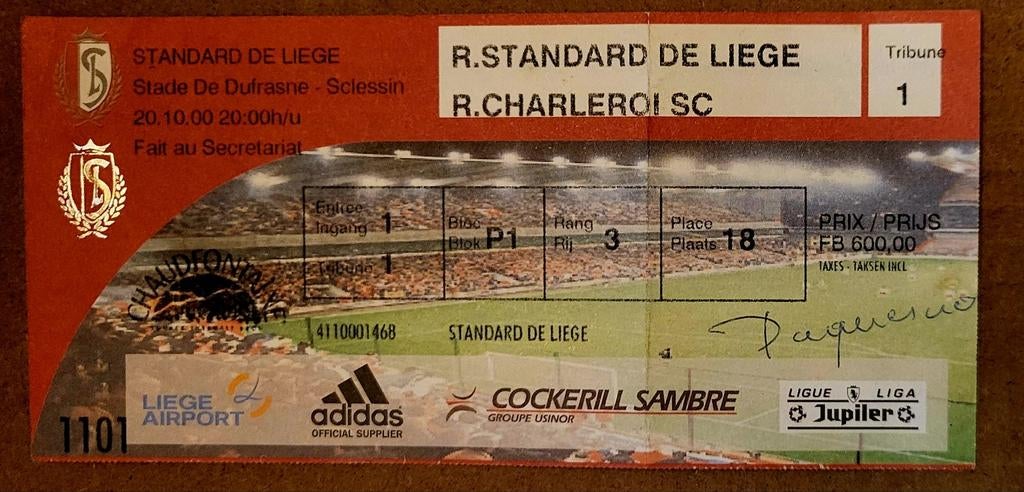 STANDARD DE LIEGE
Stade De Dufrasne - Sclessin
20.10.00 20:00h/u
Fait au Secretariat
R.STANDARD DE LIEGE
R.CHARLEROI SC
Tribune
1
Entree
Ingang 1
Tribune 1
Bloc
Blok P1
Rang
Rij 3
Place
Plaats 18
PRIX / PRIJS
FB 600,00
TAXES - TAKSEN INCL
CHAUDFONTAINE
4110001468 STANDARD DE LIEGE
LIEGE
AIRPORT
adidas
OFFICIAL SUPPLIER
COCKERILL SAMBRE
GROUPE USINOR
LIGUE LIGA
Jupiler
1101